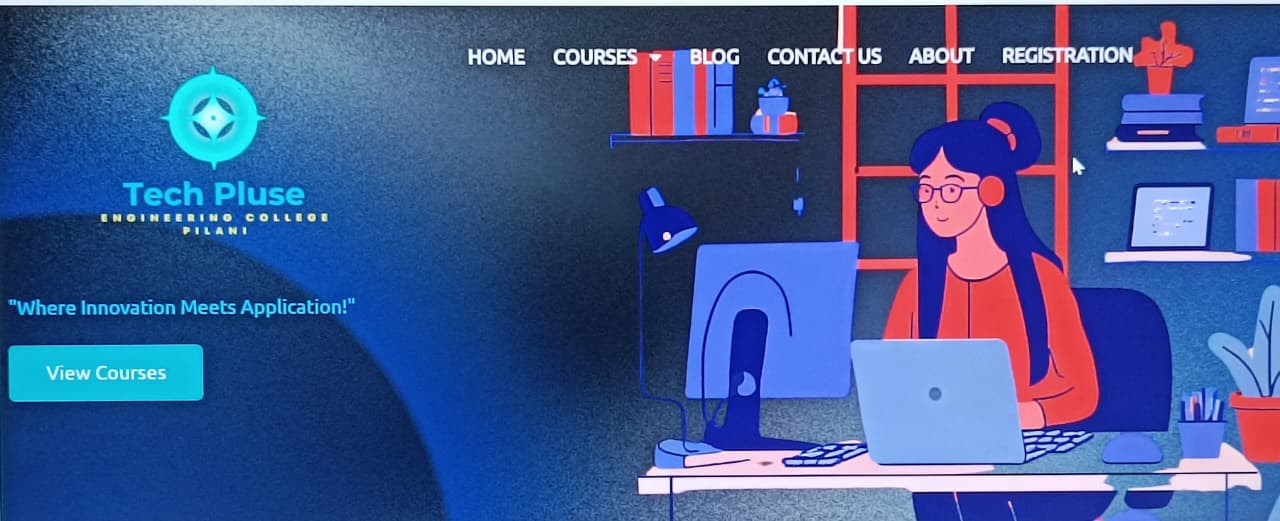 HOME COURSES BLOG CONTACT US ABOUT REGISTRATION
Tech Pluse
ENGINEERING COLLEGE
PILANI
"Where Innovation Meets Application!"
View Courses